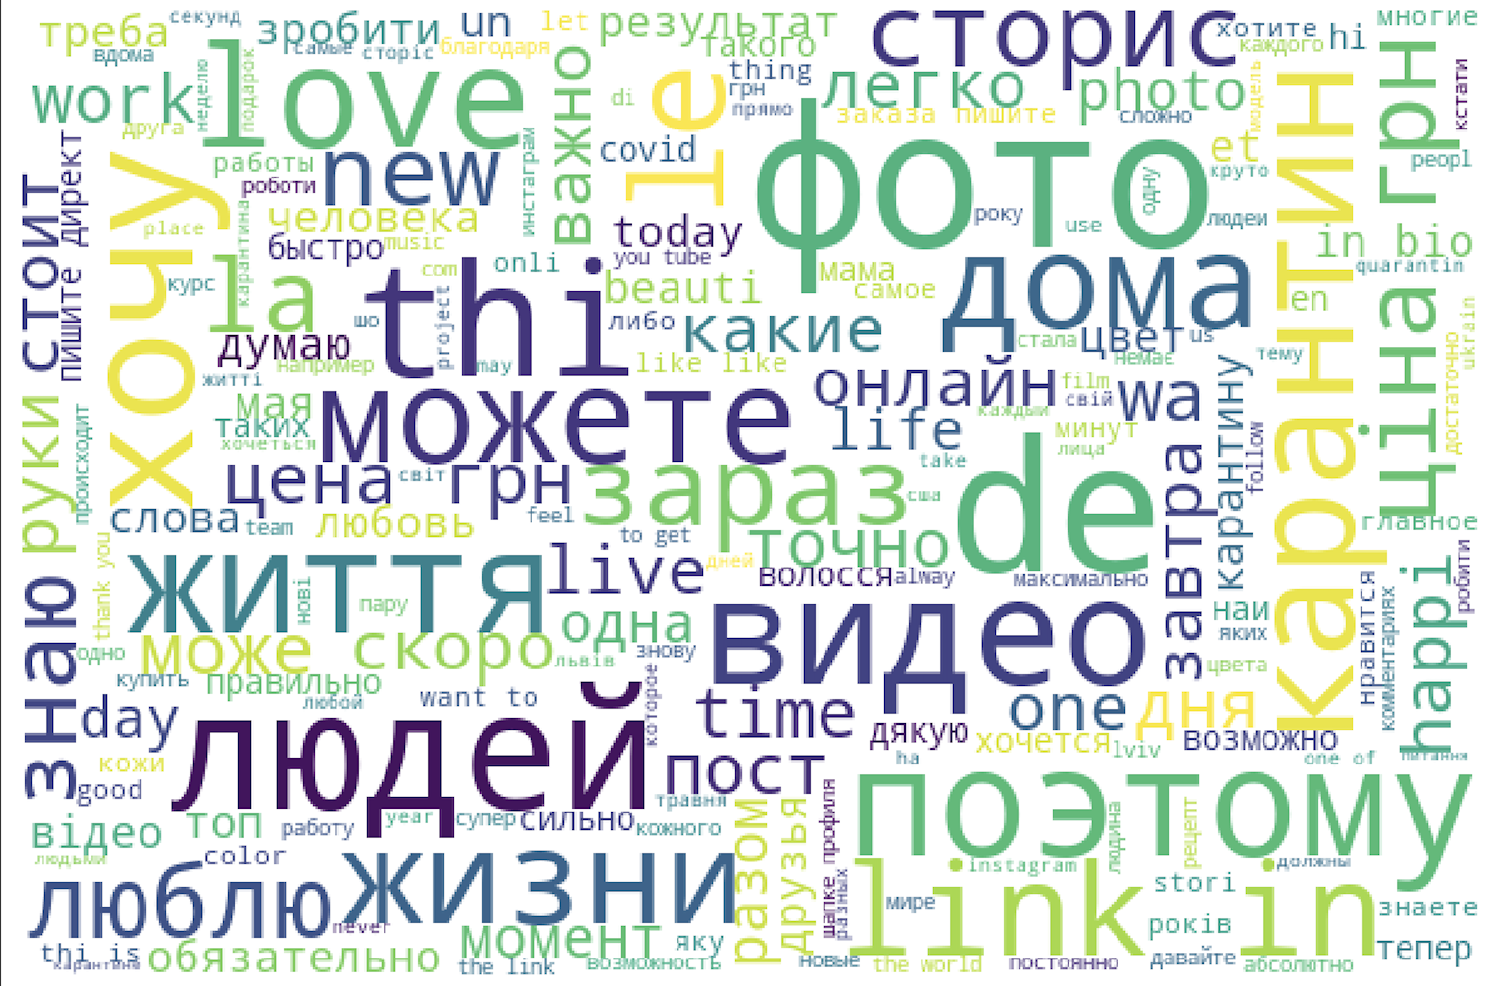 секунд
треба
зробити
un
let
результат
сторис
хотите
многие
вдома
самые
сторіс
благодаря
такого
каждого
hi
work
love
неделю
подарок
важно
le
thing
легко
photo
грн
di
грн
прямо
заказа пишите
сложно
модель
кстати
друга
работы
new
covid
фото
et
peopl
роботи
круто
пишите директ
стоит
хочу
человека
инстаграм
today
року
use
одну
людеи
карантин
in bio
place
быстро
music
you tube
карантина
la
com
onli
мама
дома
quarantin
курс
thi
project
beauti
самое
en
ціна
шо
либо
какие
стала
цвет
us
ukrain
думаю
например
may
like like
немає
тему
достаточно
житті
можете
онлайн
film
свій
wa
карантину
мая
таких
life
каждый
минут
follow
хочеться
лица
руки
происходит
цена
світ
грн
зараз
take
de
завтра
сша
слова
team
любовь
feel
to get
точно
главное
thank you
життя
live
дней
волосся
alway
максимально
робити
знаю
нові
пару
видео
наи
нравится
happi
може
скоро
одна
знову
яких
комментариях
одно
львів
цвета
купить
правильно
want to
которое
time
one
дня
day
любой
людей
дякую
хочется
возможно
кожи
пост
ha
lviv
one of
питання
good
травня
поэтому
відео
топ
работу
year
супер
сильно
кожного
разом
друзья
шапке профиля
людина
рецепт
людьми
color
жизни
link in
instagram
должны
люблю
разных
мире
stori
знаете
never
років
thi is
обязательно
момент
яку
тепер
карантине
the link
возможность
новые
the world
постоянно
давайте
абсолютно